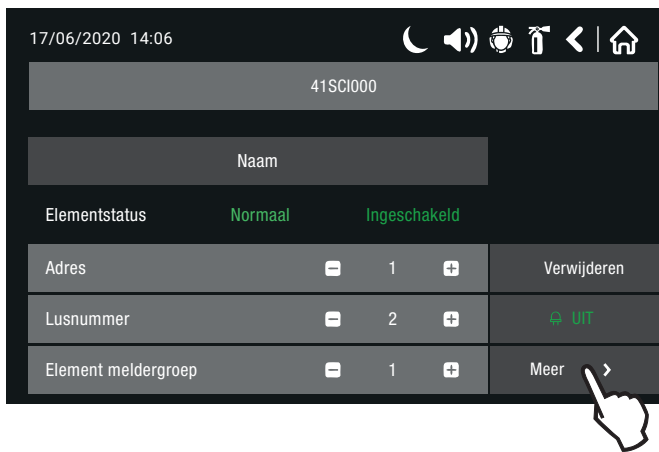 17/06/2020 14:06
41SCI000
Naam
Elementstatus Normaal Ingeschakeld
Adres 1 Verwijderen
Lusnummer 2 UIT
Element meldergroep 1 Meer